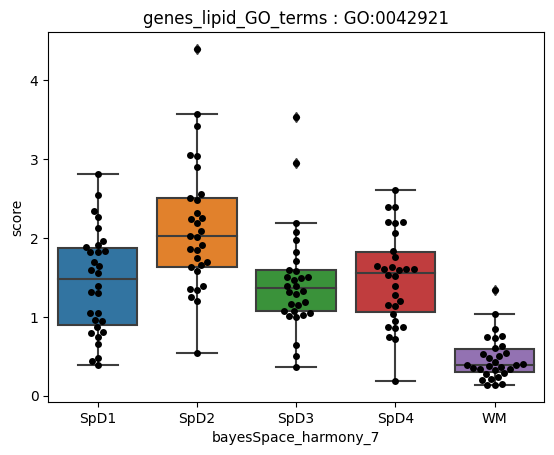 genes_lipid_GO_terms : GO:0042921
score
4
3
2
1
0
SpD1 SpD2 SpD3 SpD4 WM
bayesSpace_harmony_7